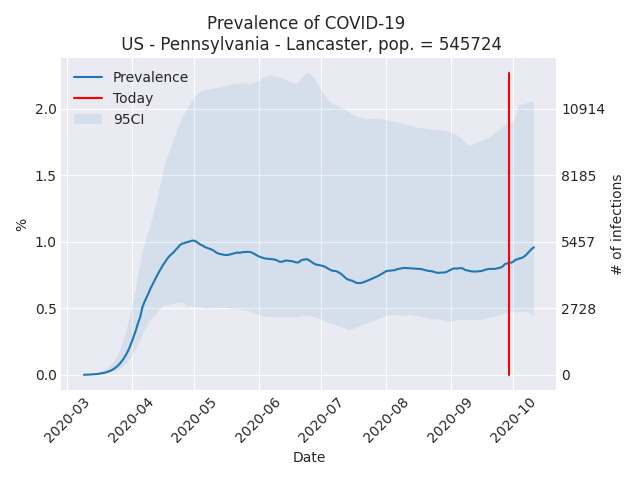 Prevalence of COVID-19
US - Pennsylvania - Lancaster, pop. = 545724
Prevalence
Today
95CI
2.0
1.5
1.0
0.5
0.0
%
10914
8185
5457
2728
0
# of infections
2020-03
2020-04
2020-05
2020-06
2020-07
2020-08
2020-09
2020-10
Date